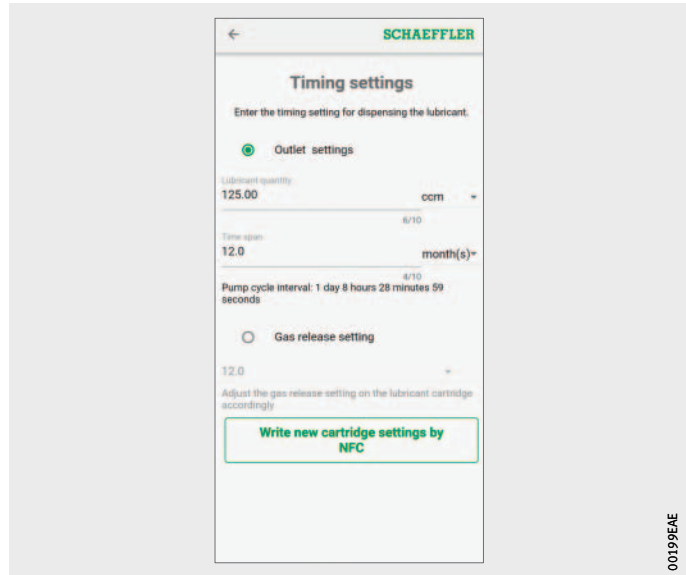 ←
SCHAEFFLER
Timing settings
Enter the timing setting for dispensing the lubricant.
Outlet settings
Lubricant quantity
125.00
ccm
6/10
Time span
12.0
month(s)
4/10
Pump cycle interval: 1 day 8 hours 28 minutes 59
seconds
Gas release setting
12.0
Adjust the gas release setting on the lubricant cartridge
accordingly
Write new cartridge settings by
NFC
00199EAE